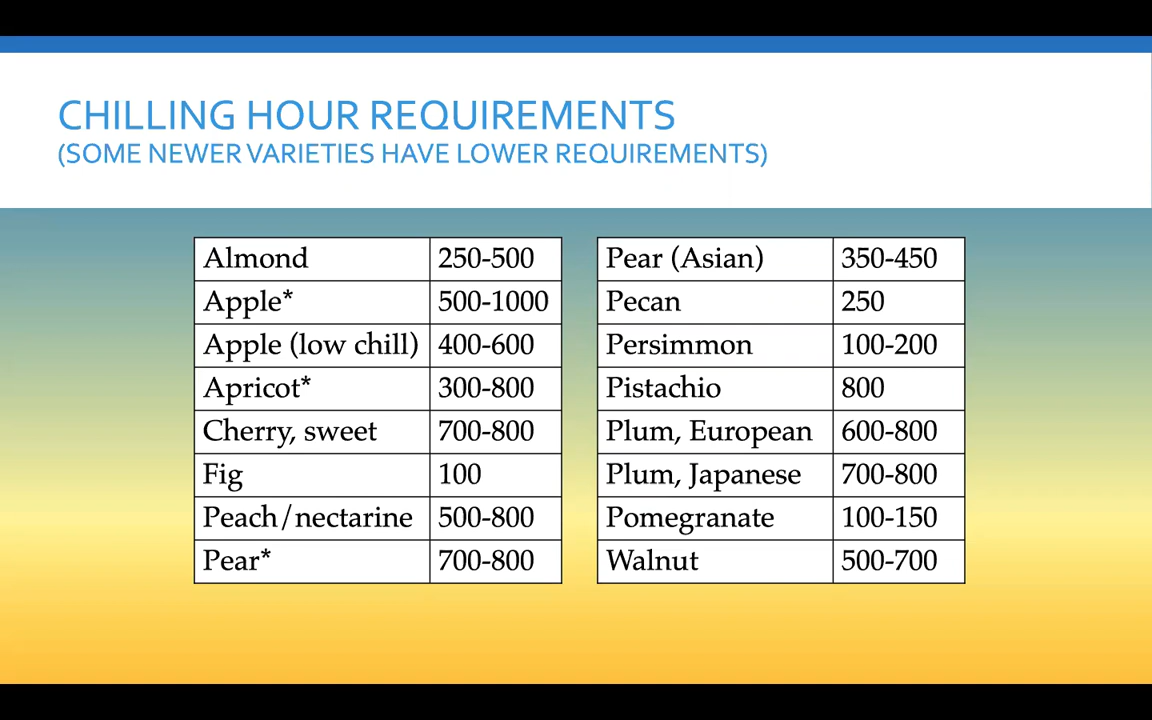 CHILLING HOUR REQUIREMENTS
(SOME NEWER VARIETIES HAVE LOWER REQUIREMENTS)
Almond 250-500
Apple* 500-1000
Apple (low chill) 400-600
Apricot* 300-800
Cherry, sweet 700-800
Fig 100
Peach/nectarine 500-800
Pear* 700-800
Pear (Asian) 350-450
Pecan 250
Persimmon 100-200
Pistachio 800
Plum, European 600-800
Plum, Japanese 700-800
Pomegranate 100-150
Walnut 500-700